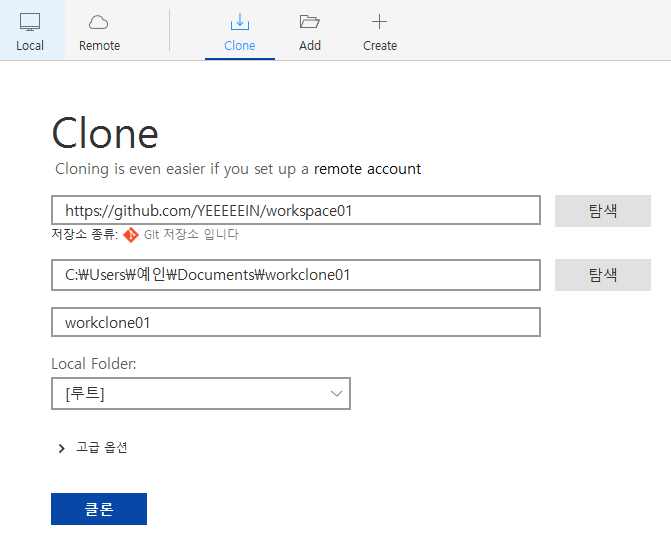 Local Remote Clone Add Create
Clone
Cloning is even easier if you set up a remote account
https://github.com/YEEEEEIN/workspace01 탐색
저장소 종류: Git 저장소 입니다
C:₩Users₩예인₩Documents₩workclone01 탐색
workclone01
Local Folder:
[루트]
고급 옵션
클론